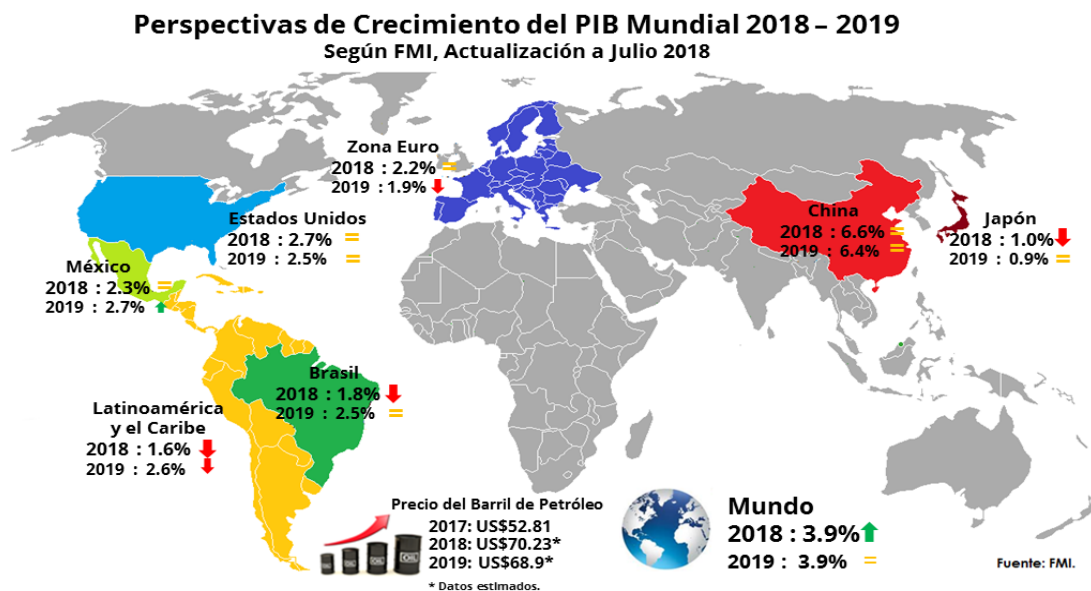 Perspectivas de Crecimiento del PIB Mundial 2018 – 2019
Según FMI, Actualización a Julio 2018
Zona Euro
2018 : 2.2% =
2019 : 1.9%
Estados Unidos
2018 : 2.7% =
2019 : 2.5% =
China
2018 : 6.6% =
2019 : 6.4% =
Japón
2018 : 1.0%
2019 : 0.9% =
México
2018 : 2.3% =
2019 : 2.7%
Brasil
2018 : 1.8%
2019 : 2.5% =
Latinoamérica
y el Caribe
2018 : 1.6%
2019 : 2.6%
Precio del Barril de Petróleo
2017: US$52.81
2018: US$70.23*
2019: US$68.9*
* Datos estimados.
OIL
OIL
OIL
OIL
Mundo
2018 : 3.9%
2019 : 3.9% =
Fuente: FMI.